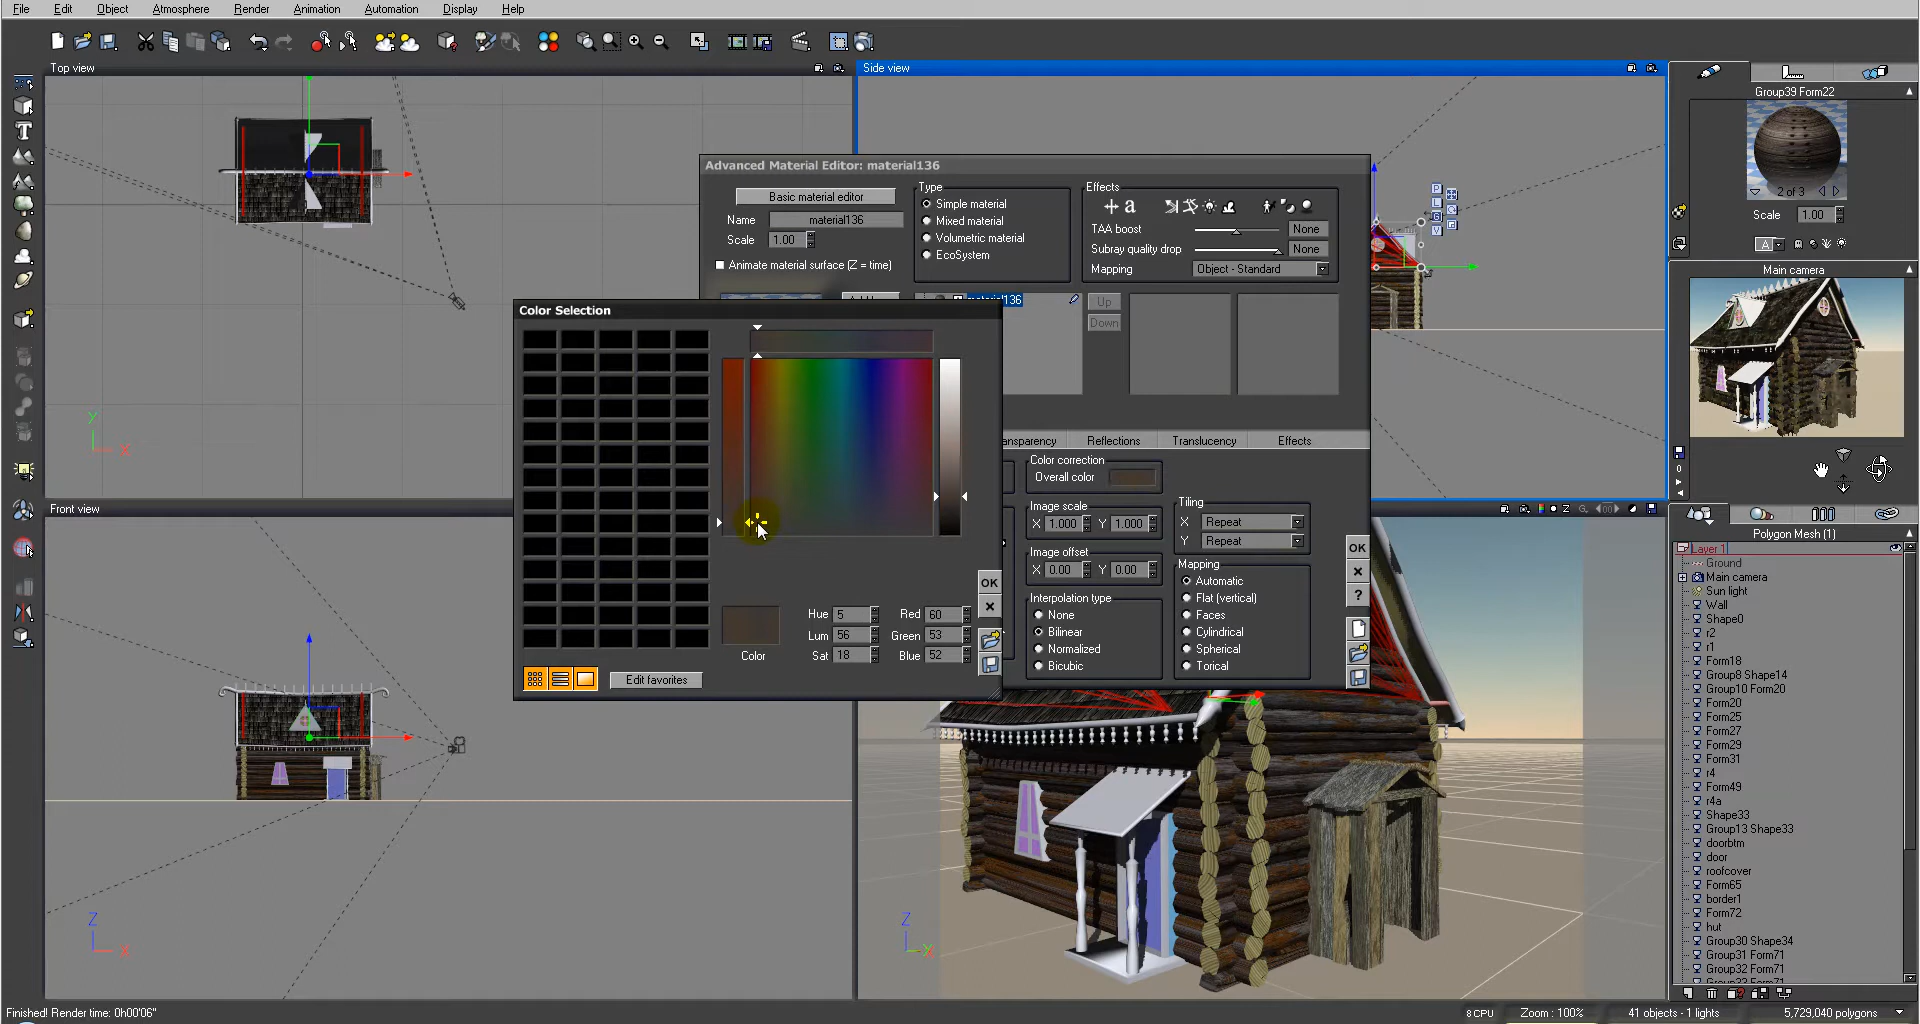 File Edit Object Atmosphere Render Animation Automation Display Help
Top view
Side view
Group39 Form22
2 of 3
Scale 1.00
A
Main camera
Advanced Material Editor: material136
Basic material editor
Name material136
Scale 1.00
Animate material surface (Z = time)
Type
Simple material
Mixed material
Volumetric material
EcoSystem
Effects
TAA boost None
Subray quality drop None
Mapping Object - Standard
Up
Down
Color Selection
Hue 5 Red 60
Lum 56 Green 53
Sat 18 Blue 52
Color
Edit favorites
OK
Reflections Translucency Effects
Color correction
Overall color
Image scale
X 1.000 Y 1.000
Image offset
X 0.00 Y 0.00
Interpolation type
None
Bilinear
Normalized
Bicubic
Tiling
X Repeat
Y Repeat
Mapping
Automatic
Flat (vertical)
Faces
Cylindrical
Spherical
Torical
OK
?
Front view
Polygon Mesh (1)
Layer 1
Ground
Main camera
Sun light
Wall
Shape0
r2
r1
Form18
Group8 Shape14
Group10 Form20
Form20
Form25
Form27
Form29
Form31
r4
Form49
r4a
Shape33
Group13 Shape33
doorbtm
door
roofcover
Form65
border1
Form72
hut
Group30 Shape34
Group31 Form71
Group32 Form71
Group33 Form71
Y X
Z X
Z
Finished! Render time: 0h00'06" 8 CPU Zoom : 100% 41 objects - 1 lights 5,729,040 polygons